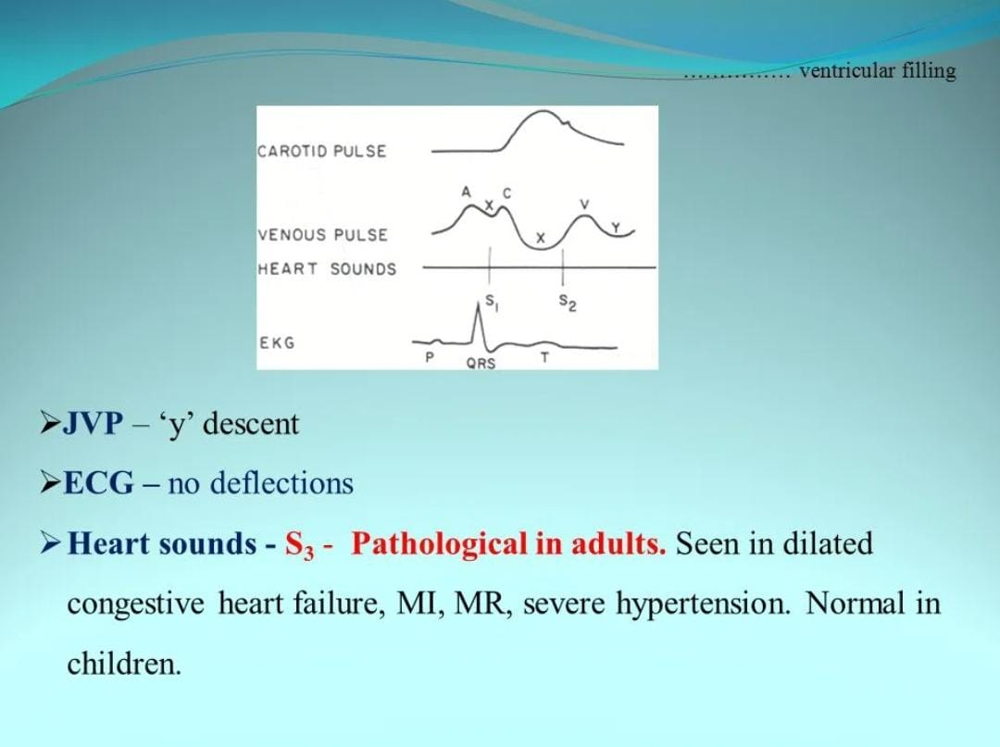 …………… ventricular filling
CAROTID PULSE
A X C
V
VENOUS PULSE
X
Y
HEART SOUNDS
S₁ S₂
EKG
P QRS T
➢JVP – ‘y’ descent
➢ECG – no deflections
➢Heart sounds - S₃ - Pathological in adults. Seen in dilated
congestive heart failure, MI, MR, severe hypertension. Normal in
children.